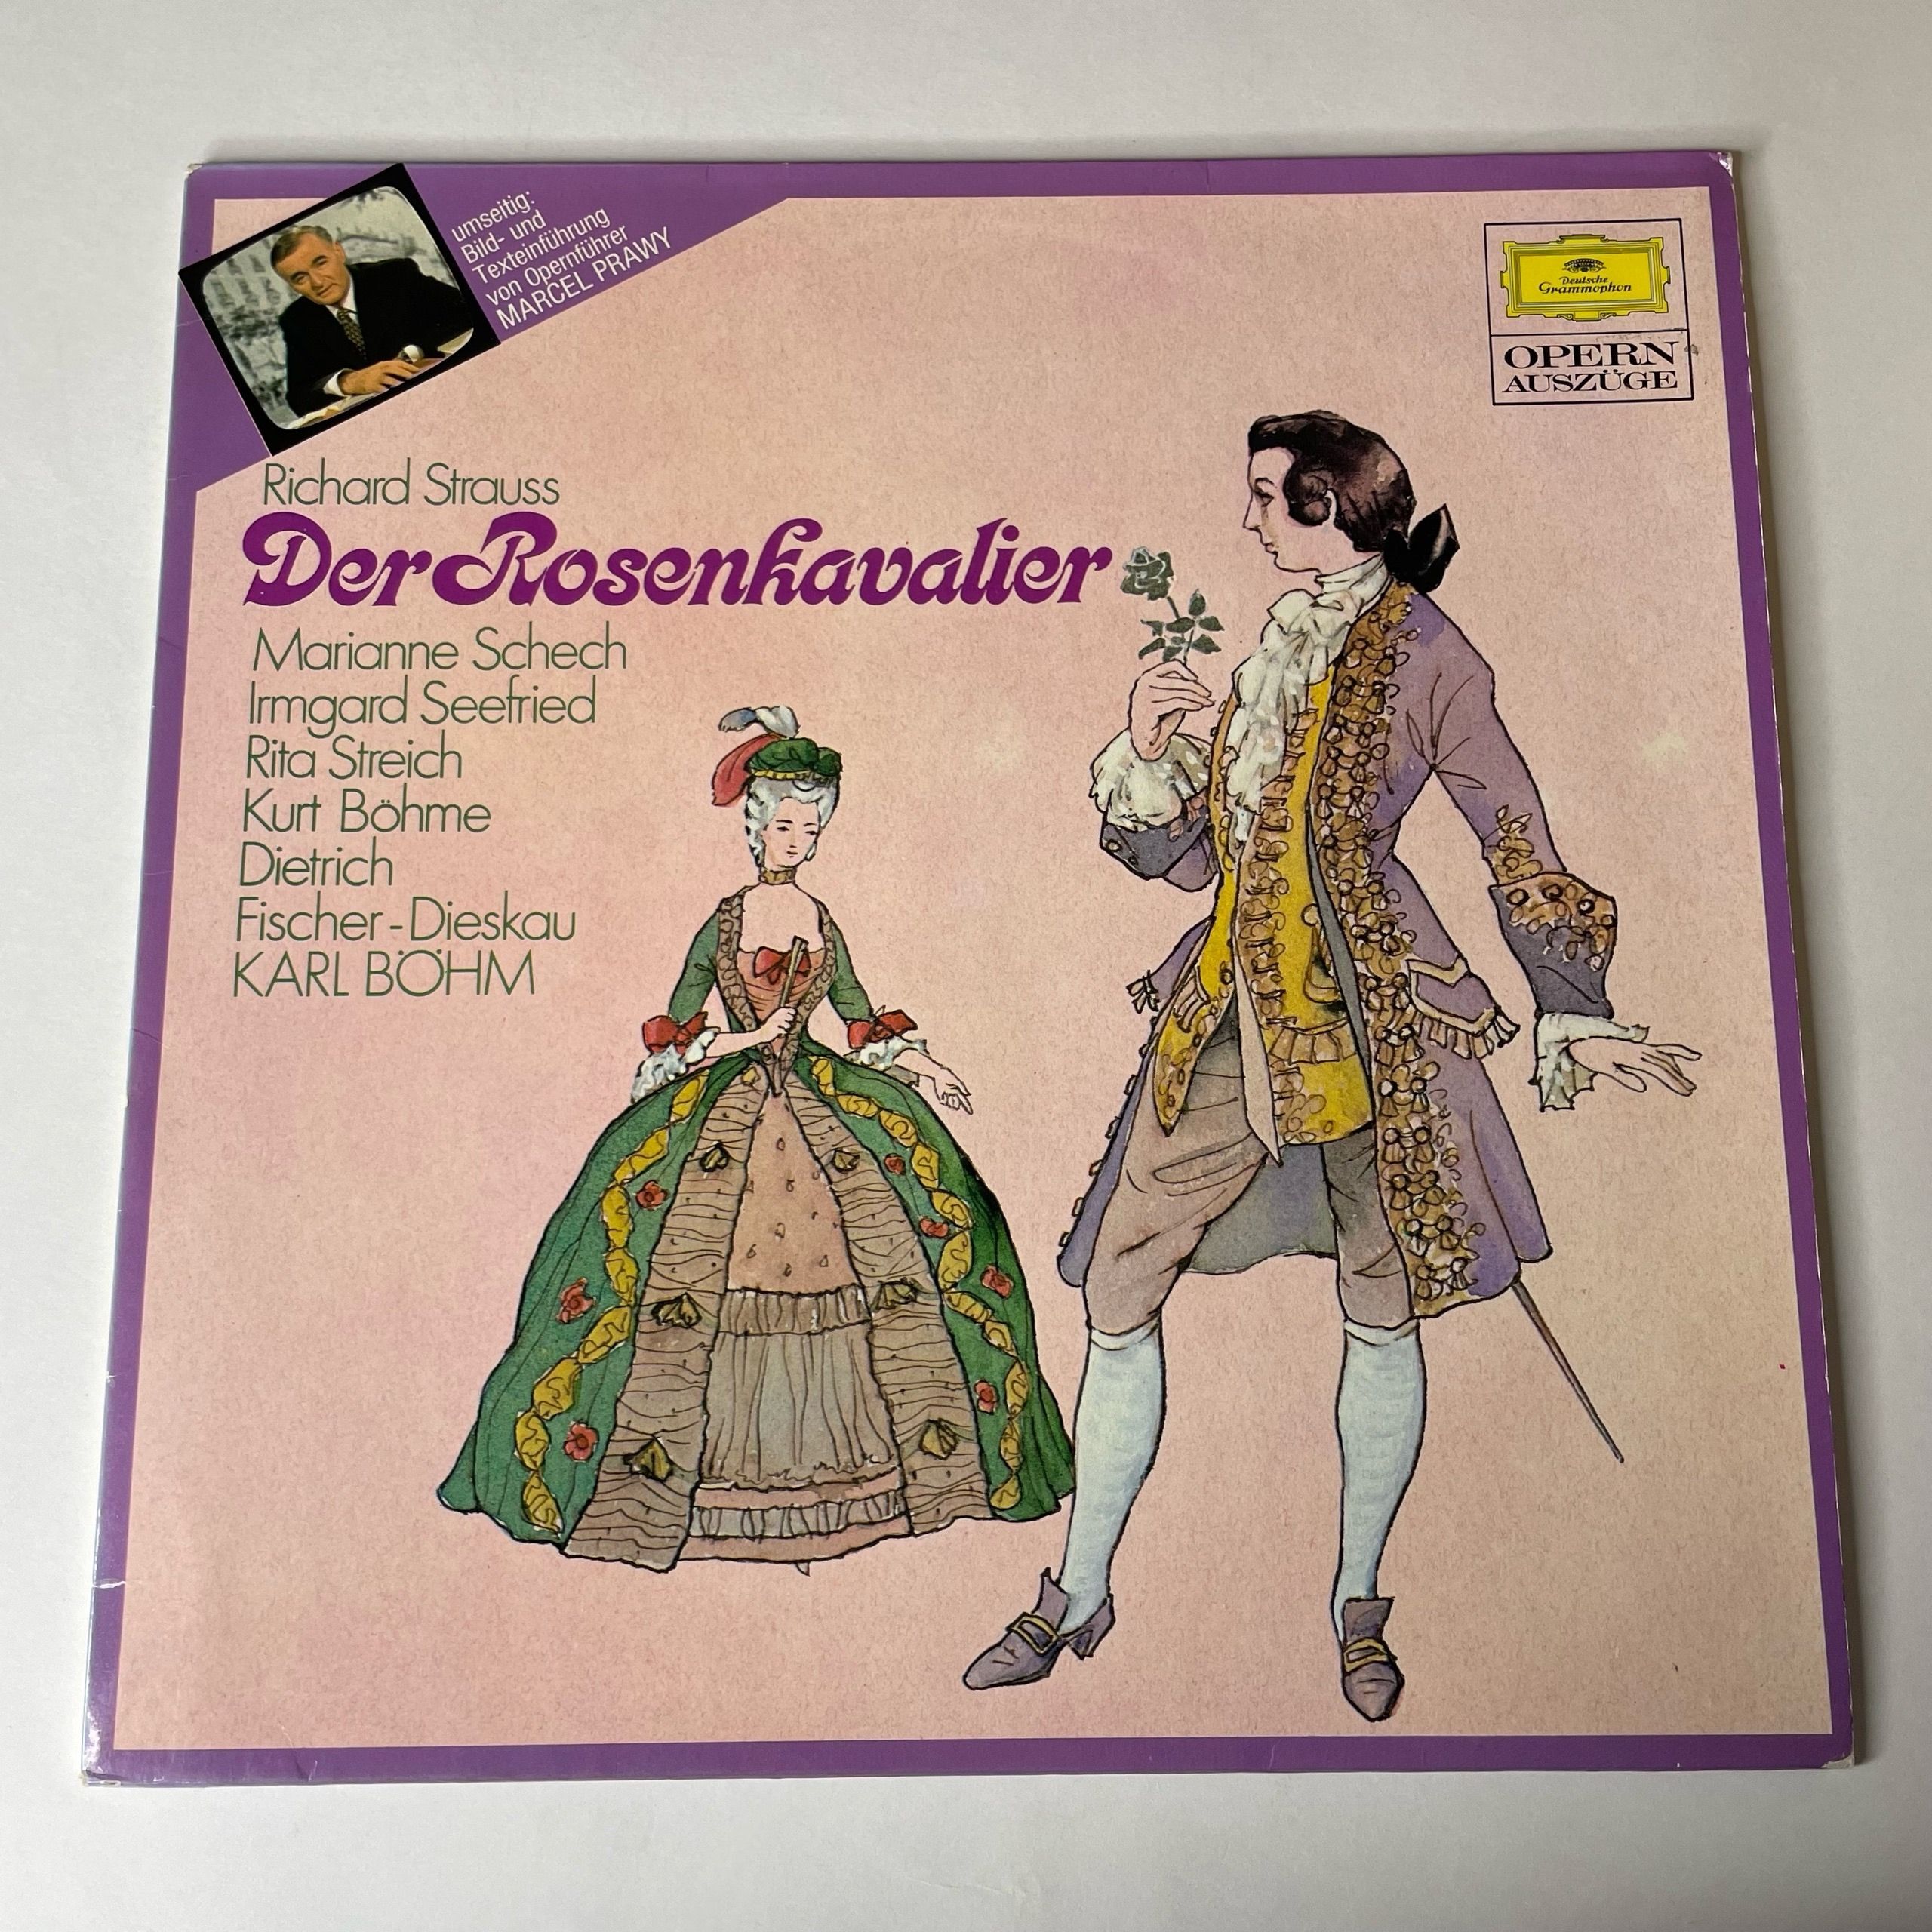 umseitig:
Bild- und
Texteinführung
von Opernführer
MARCEL PRAWY
Deutsche
Grammophon
OPERN
AUSZÜGE
Richard Strauss
Der Rosenkavalier
Marianne Schech
Irmgard Seefried
Rita Streich
Kurt Böhme
Dietrich
Fischer-Dieskau
KARL BÖHM